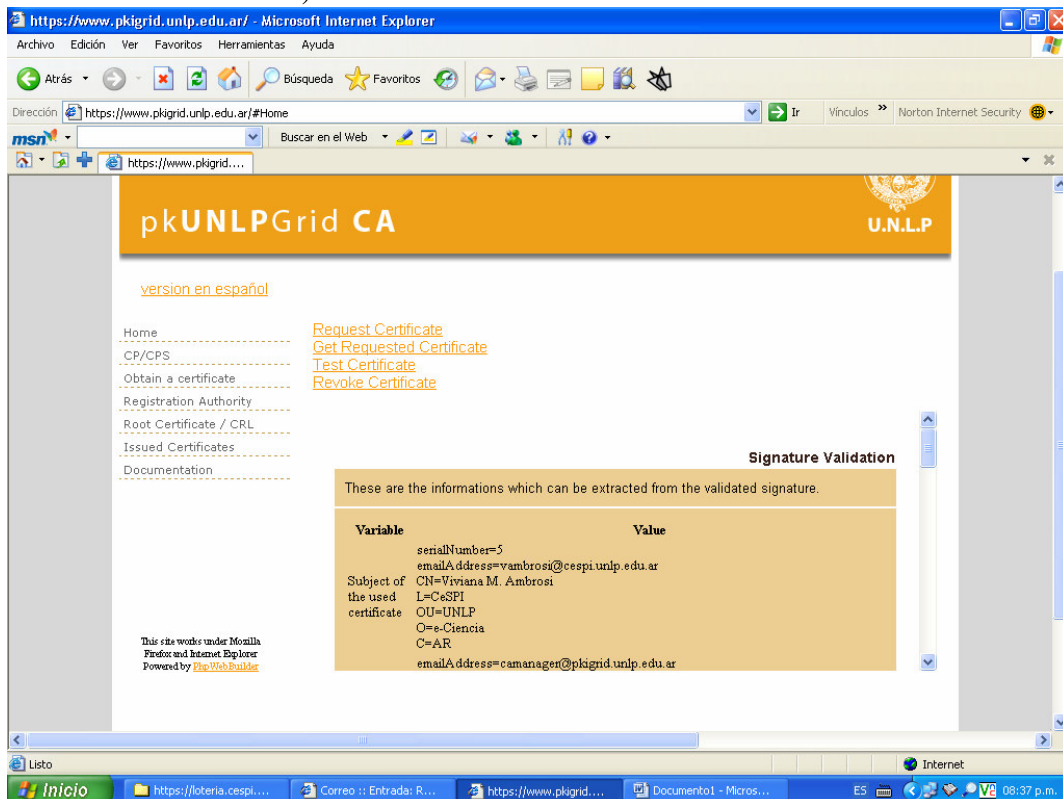 https://www.pkigrid.unlp.edu.ar/ - Microsoft Internet Explorer
Archivo Edición Ver Favoritos Herramientas Ayuda
Atrás Búsqueda Favoritos
Dirección https://www.pkigrid.unlp.edu.ar/#Home Ir Vínculos » Norton Internet Security
msn Buscar en el Web
https://www.pkigrid....
pkUNLPGrid CA
U.N.L.P
version en español
Home
CP/CPS
Obtain a certificate
Registration Authority
Root Certificate / CRL
Issued Certificates
Documentation
Request Certificate
Get Requested Certificate
Test Certificate
Revoke Certificate
Signature Validation
These are the informations which can be extracted from the validated signature.
Variable Value
Subject of
the used
certificate
serialNumber=5
emailAddress=vambrosi@cespi.unlp.edu.ar
CN=Viviana M. Ambrosi
L=CeSPI
OU=UNLP
O=e-Ciencia
C=AR
emailAddress=camanager@pkigrid.unlp.edu.ar
This site works under Mozilla
Firefox and Internet Explorer
Powered by PhpWebBuilder
Listo Internet
Inicio https://loteria.cespi.... Correo :: Entrada: R... https://www.pkigrid.... Documento1 - Micros... ES 08:37 p.m.